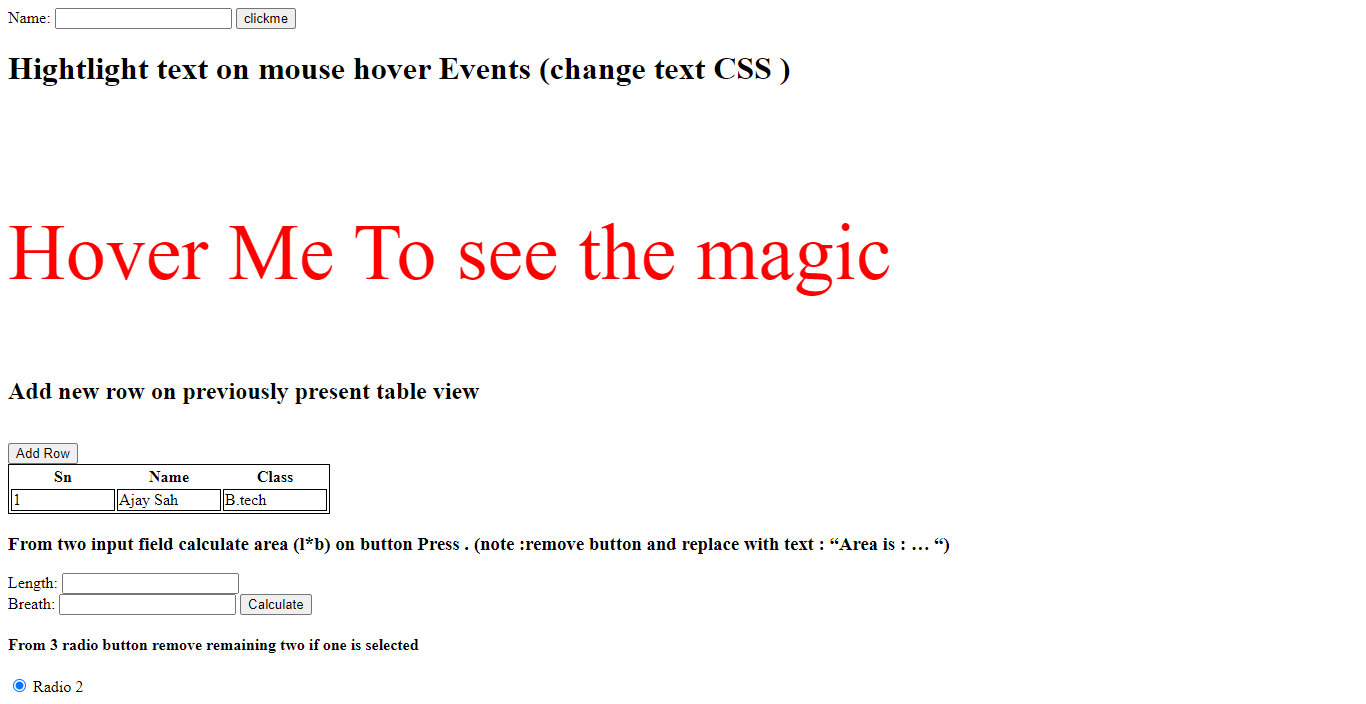 Name: clickme
Hightlight text on mouse hover Events (change text CSS )
Hover Me To see the magic
Add new row on previously present table view
Add Row
Sn Name Class
1 Ajay Sah B.tech
From two input field calculate area (l*b) on button Press . (note :remove button and replace with text : “Area is : … “)
Length:
Breath: Calculate
From 3 radio button remove remaining two if one is selected
Radio 2